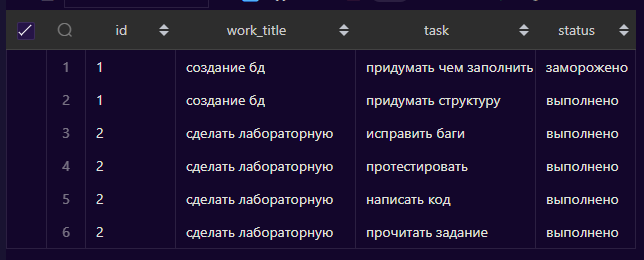 id work_title task status
1 1 создание бд придумать чем заполнить заморожено
2 1 создание бд придумать структуру выполнено
3 2 сделать лабораторную исправить баги выполнено
4 2 сделать лабораторную протестировать выполнено
5 2 сделать лабораторную написать код выполнено
6 2 сделать лабораторную прочитать задание выполнено